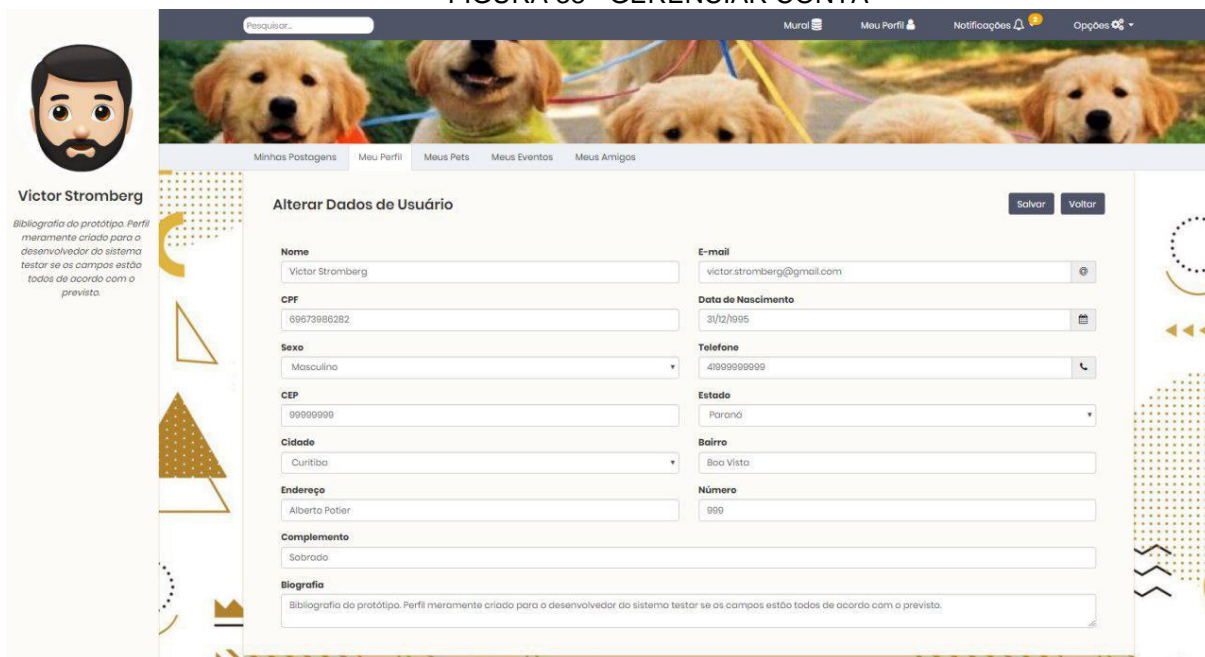 Pesquisar...
Mural
Meu Perfil
Notificações
Opções
Minhas Postagens
Meu Perfil
Meus Pets
Meus Eventos
Meus Amigos
Victor Stromberg
Bibliografia do protótipo. Perfil
meramente criado para o
desenvolvedor do sistema
testar se os campos estão
todos de acordo com o
previsto.
Alterar Dados de Usuário
Salvar
Voltar
Nome
Victor Stromberg
E-mail
victor.stromberg@gmail.com
@
CPF
69673986282
Data de Nascimento
31/12/1995
Sexo
Masculino
Telefone
41999999999
CEP
99999999
Estado
Paraná
Cidade
Curitiba
Bairro
Boa Vista
Endereço
Alberto Potier
Número
999
Complemento
Sobrado
Biografia
Bibliografia do protótipo. Perfil meramente criado para o desenvolvedor do sistema testar se os campos estão todos de acordo com o previsto.